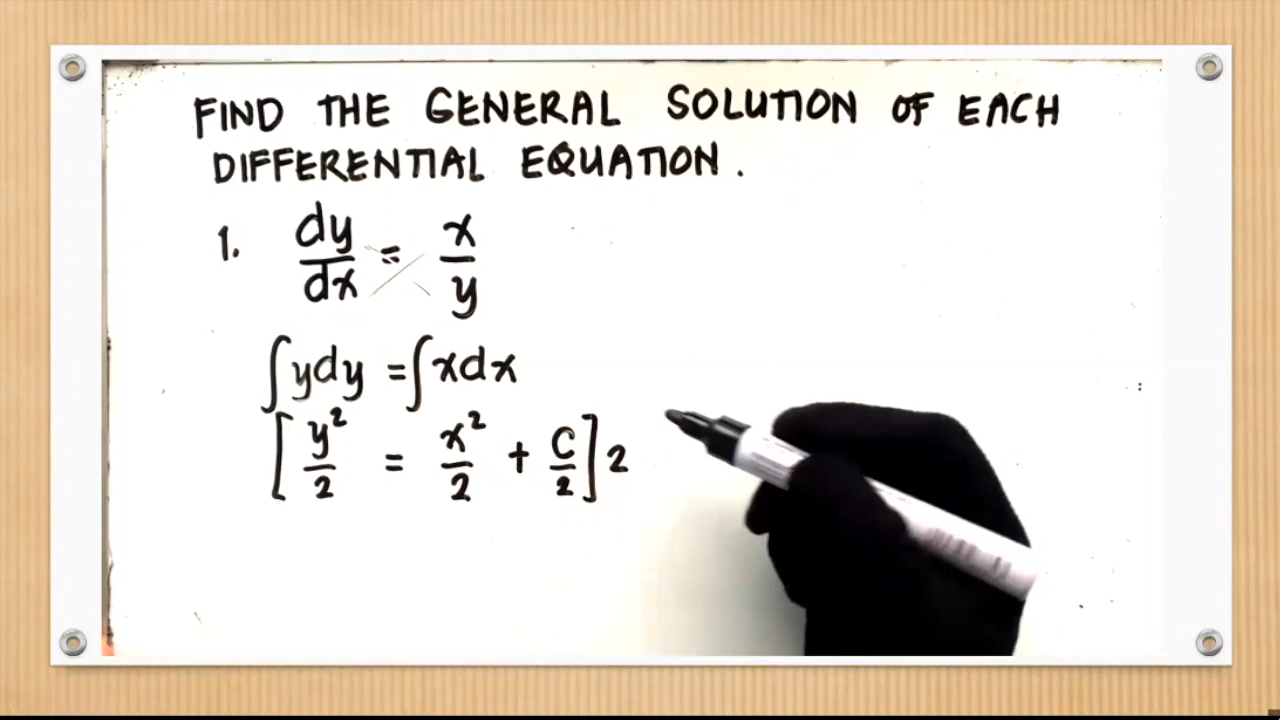 FIND THE GENERAL SOLUTION OF EACH
DIFFERENTIAL EQUATION.
1. dy/dx = x/y
∫ydy = ∫xdx
[y²/2 = x²/2 + C/2]2